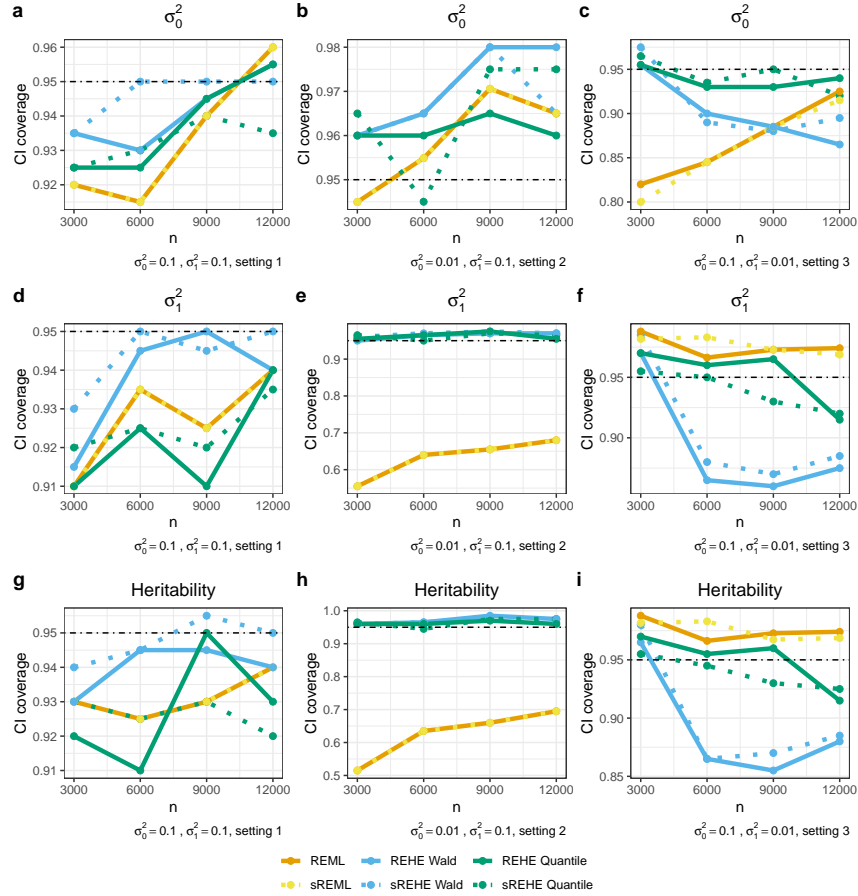 a σ₀² b σ₀² c σ₀²
CI coverage 0.96 0.95 0.94 0.93 0.92
3000 6000 9000 12000
n
σ₀² = 0.1 , σ₁² = 0.1, setting 1
CI coverage 0.98 0.97 0.96 0.95
3000 6000 9000 12000
n
σ₀² = 0.01 , σ₁² = 0.1, setting 2
CI coverage 0.95 0.90 0.85 0.80
3000 6000 9000 12000
n
σ₀² = 0.1 , σ₁² = 0.01, setting 3
d σ₁² e σ₁² f σ₁²
CI coverage 0.95 0.94 0.93 0.92 0.91
3000 6000 9000 12000
n
σ₀² = 0.1 , σ₁² = 0.1, setting 1
CI coverage 0.9 0.8 0.7 0.6
3000 6000 9000 12000
n
σ₀² = 0.01 , σ₁² = 0.1, setting 2
CI coverage 0.95 0.90
3000 6000 9000 12000
n
σ₀² = 0.1 , σ₁² = 0.01, setting 3
g Heritability h Heritability i Heritability
CI coverage 0.95 0.94 0.93 0.92 0.91
3000 6000 9000 12000
n
σ₀² = 0.1 , σ₁² = 0.1, setting 1
CI coverage 1.0 0.9 0.8 0.7 0.6 0.5
3000 6000 9000 12000
n
σ₀² = 0.01 , σ₁² = 0.1, setting 2
CI coverage 0.95 0.90 0.85
3000 6000 9000 12000
n
σ₀² = 0.1 , σ₁² = 0.01, setting 3
REML REHE Wald REHE Quantile
sREML sREHE Wald sREHE Quantile